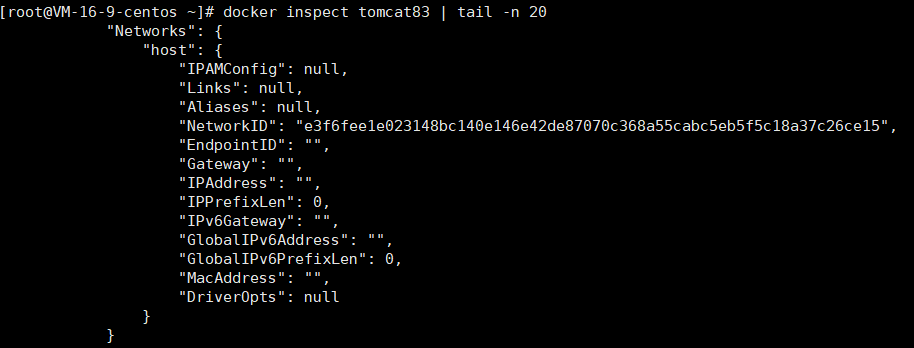 [root@VM-16-9-centos ~]# docker inspect tomcat83 | tail -n 20
            "Networks": {
                "host": {
                    "IPAMConfig": null,
                    "Links": null,
                    "Aliases": null,
                    "NetworkID": "e3f6fee1e023148bc140e146e42de87070c368a55cabc5eb5f5c18a37c26ce15",
                    "EndpointID": "",
                    "Gateway": "",
                    "IPAddress": "",
                    "IPPrefixLen": 0,
                    "IPv6Gateway": "",
                    "GlobalIPv6Address": "",
                    "GlobalIPv6PrefixLen": 0,
                    "MacAddress": "",
                    "DriverOpts": null
                }
            }